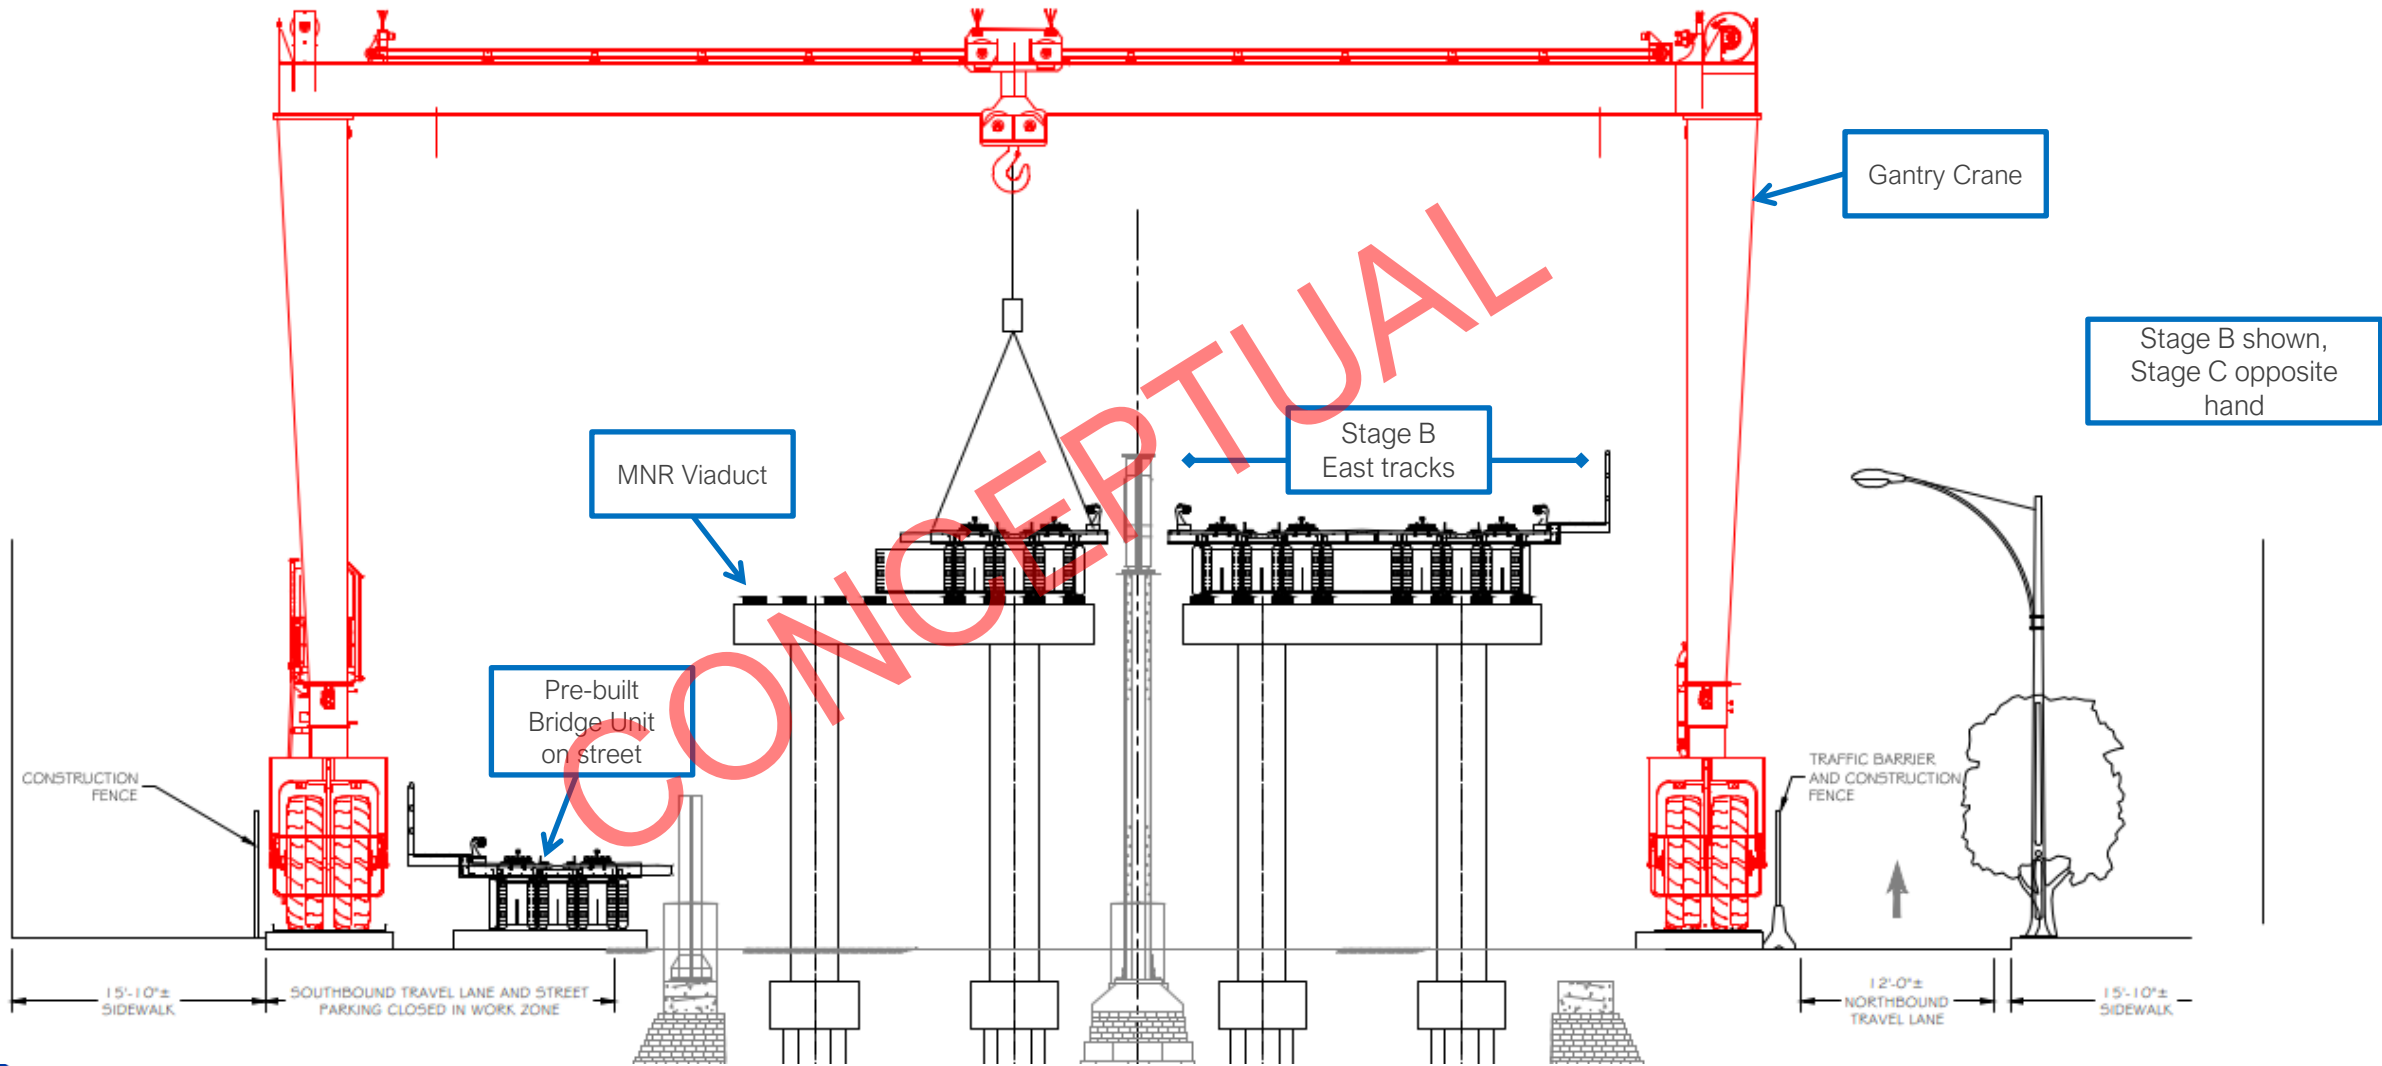 Gantry Crane
Stage B shown,
Stage C opposite
hand
MNR Viaduct
Stage B
East tracks
CONCEPTUAL
Pre-built
Bridge Unit
on street
CONSTRUCTION
FENCE
TRAFFIC BARRIER
AND CONSTRUCTION
FENCE
15'-10"±
SIDEWALK
SOUTHBOUND TRAVEL LANE AND STREET
PARKING CLOSED IN WORK ZONE
12'-0"±
NORTHBOUND
TRAVEL LANE
15'-10"±
SIDEWALK